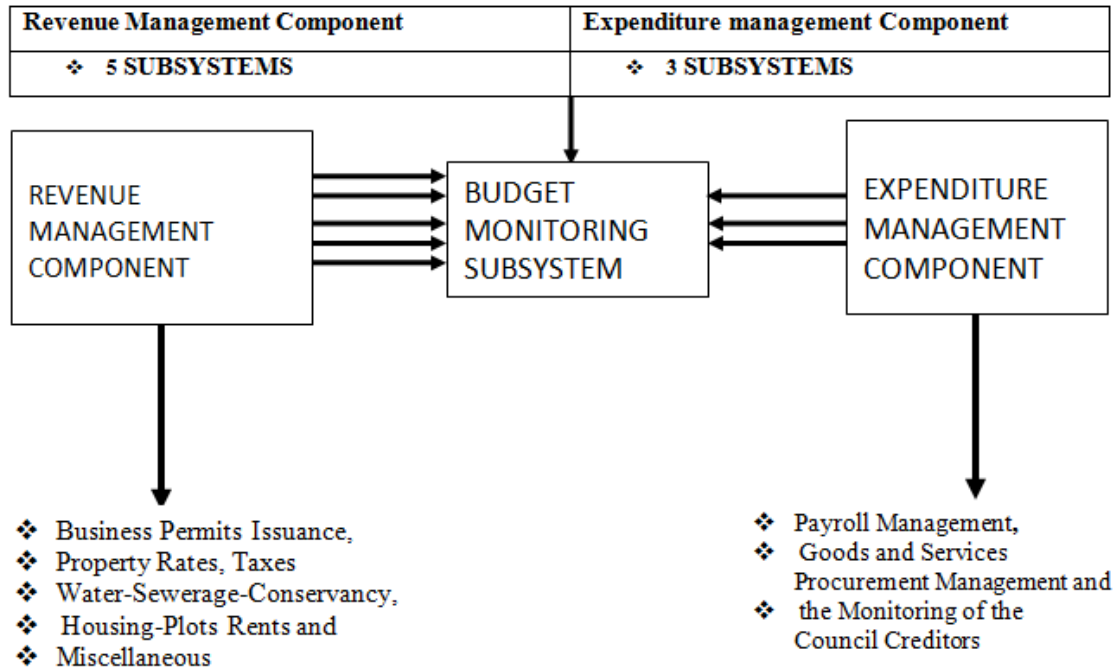 Revenue Management Component
Expenditure management Component
❖ 5 SUBSYSTEMS
❖ 3 SUBSYSTEMS
REVENUE
MANAGEMENT
COMPONENT
BUDGET
MONITORING
SUBSYSTEM
EXPENDITURE
MANAGEMENT
COMPONENT
❖ Business Permits Issuance,
❖ Property Rates, Taxes
❖ Water-Sewerage-Conservancy,
❖ Housing-Plots Rents and
❖ Miscellaneous
❖ Payroll Management,
❖ Goods and Services
Procurement Management and
❖ the Monitoring of the
Council Creditors